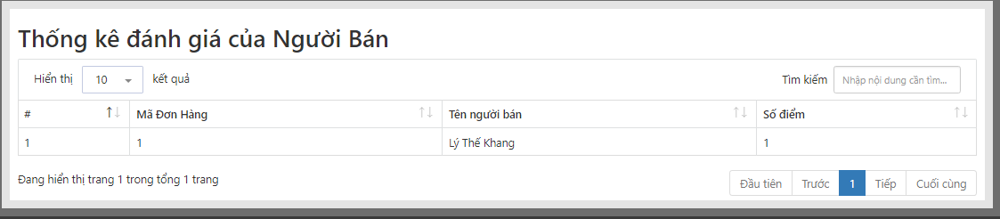 Thống kê đánh giá của Người Bán
Hiển thị 10 kết quả Tìm kiếm Nhập nội dung cần tìm...
# Mã Đơn Hàng Tên người bán Số điểm
1 1 Lý Thế Khang 1
Đang hiển thị trang 1 trong tổng 1 trang Đầu tiên Trước 1 Tiếp Cuối cùng